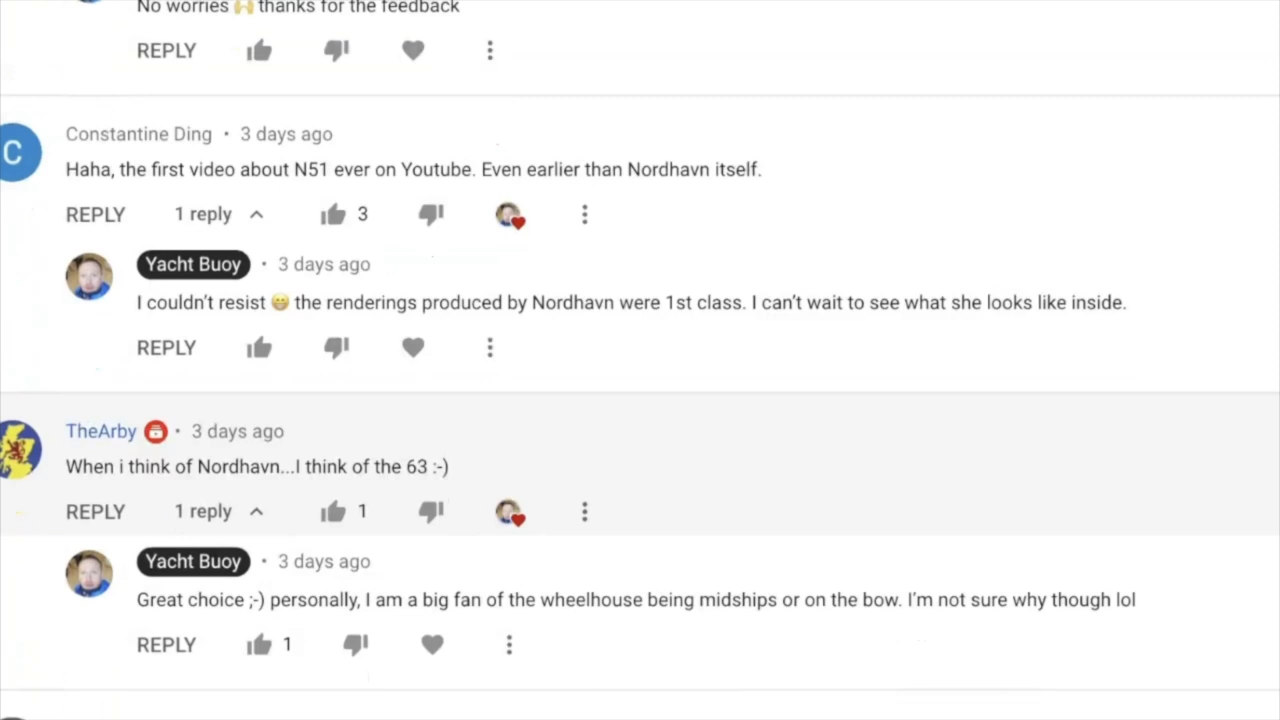 No worries 🙌 thanks for the feedback
REPLY
C
Constantine Ding • 3 days ago
Haha, the first video about N51 ever on Youtube. Even earlier than Nordhavn itself.
REPLY 1 reply 3
Yacht Buoy • 3 days ago
I couldn't resist 😁 the renderings produced by Nordhavn were 1st class. I can't wait to see what she looks like inside.
REPLY
TheArby • 3 days ago
When i think of Nordhavn...I think of the 63 :-)
REPLY 1 reply 1
Yacht Buoy • 3 days ago
Great choice ;-) personally, I am a big fan of the wheelhouse being midships or on the bow. I'm not sure why though lol
REPLY 1